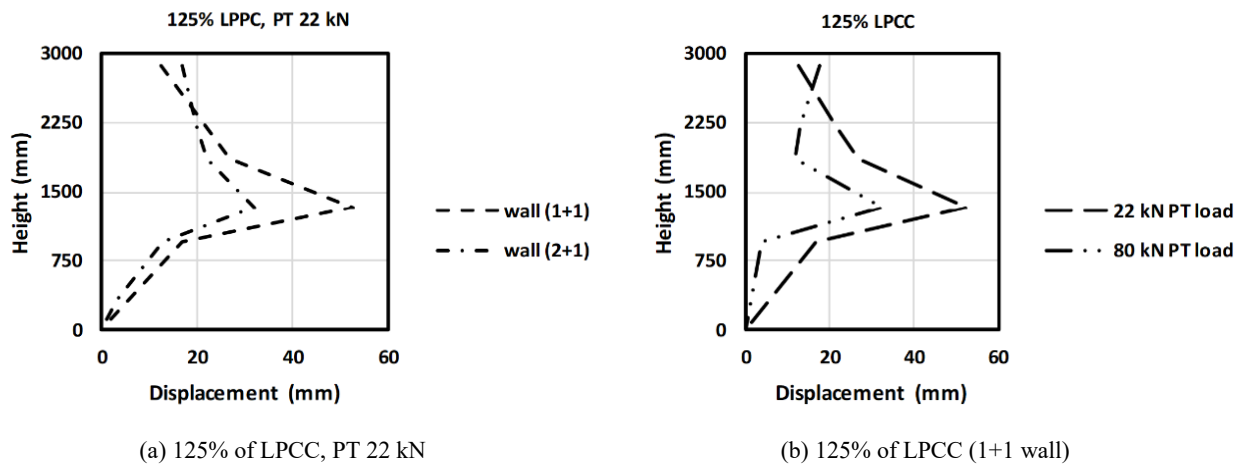 125% LPPC, PT 22 kN
3000
2250
1500
750
0
Height (mm)
0 20 40 60
Displacement (mm)
wall (1+1)
wall (2+1)
(a) 125% of LPCC, PT 22 kN
125% LPCC
3000
2250
1500
750
0
Height (mm)
0 20 40 60
Displacement (mm)
22 kN PT load
80 kN PT load
(b) 125% of LPCC (1+1 wall)